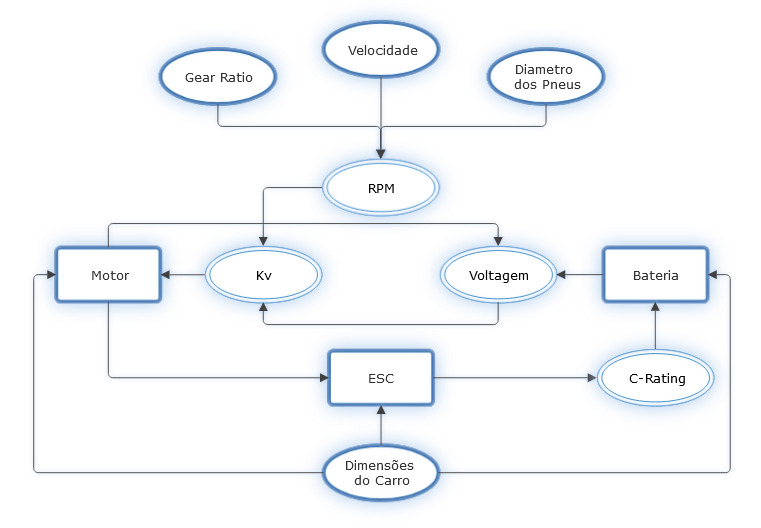 Velocidade
Gear Ratio
Diametro
dos Pneus
RPM
Motor
Kv
Voltagem
Bateria
ESC
C-Rating
Dimensões
do Carro